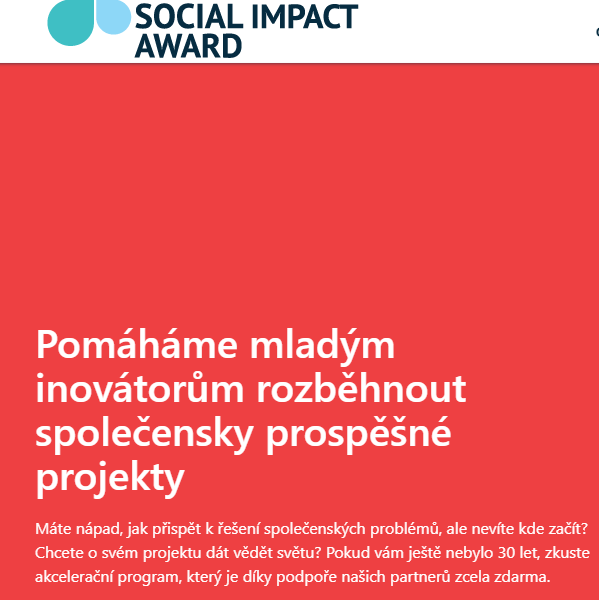 SOCIAL IMPACT
AWARD
Pomáháme mladým
inovátorům rozběhnout
společensky prospěšné
projekty
Máte nápad, jak přispět k řešení společenských problémů, ale nevíte kde začít?
Chcete o svém projektu dát vědět světu? Pokud vám ještě nebylo 30 let, zkuste
akcelerační program, který je díky podpoře našich partnerů zcela zdarma.